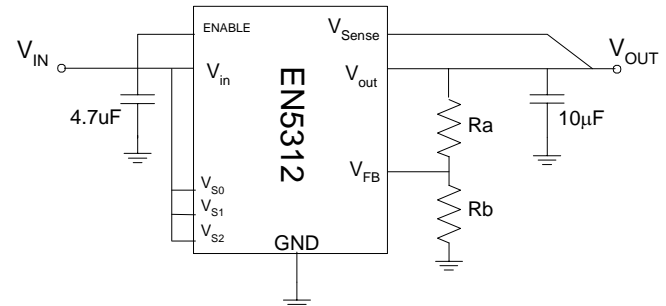 ENABLE
V_Sense
V_IN
V_in
V_out
V_OUT
4.7uF
EN5312
10μF
Ra
V_FB
V_S0
V_S1
V_S2
Rb
GND